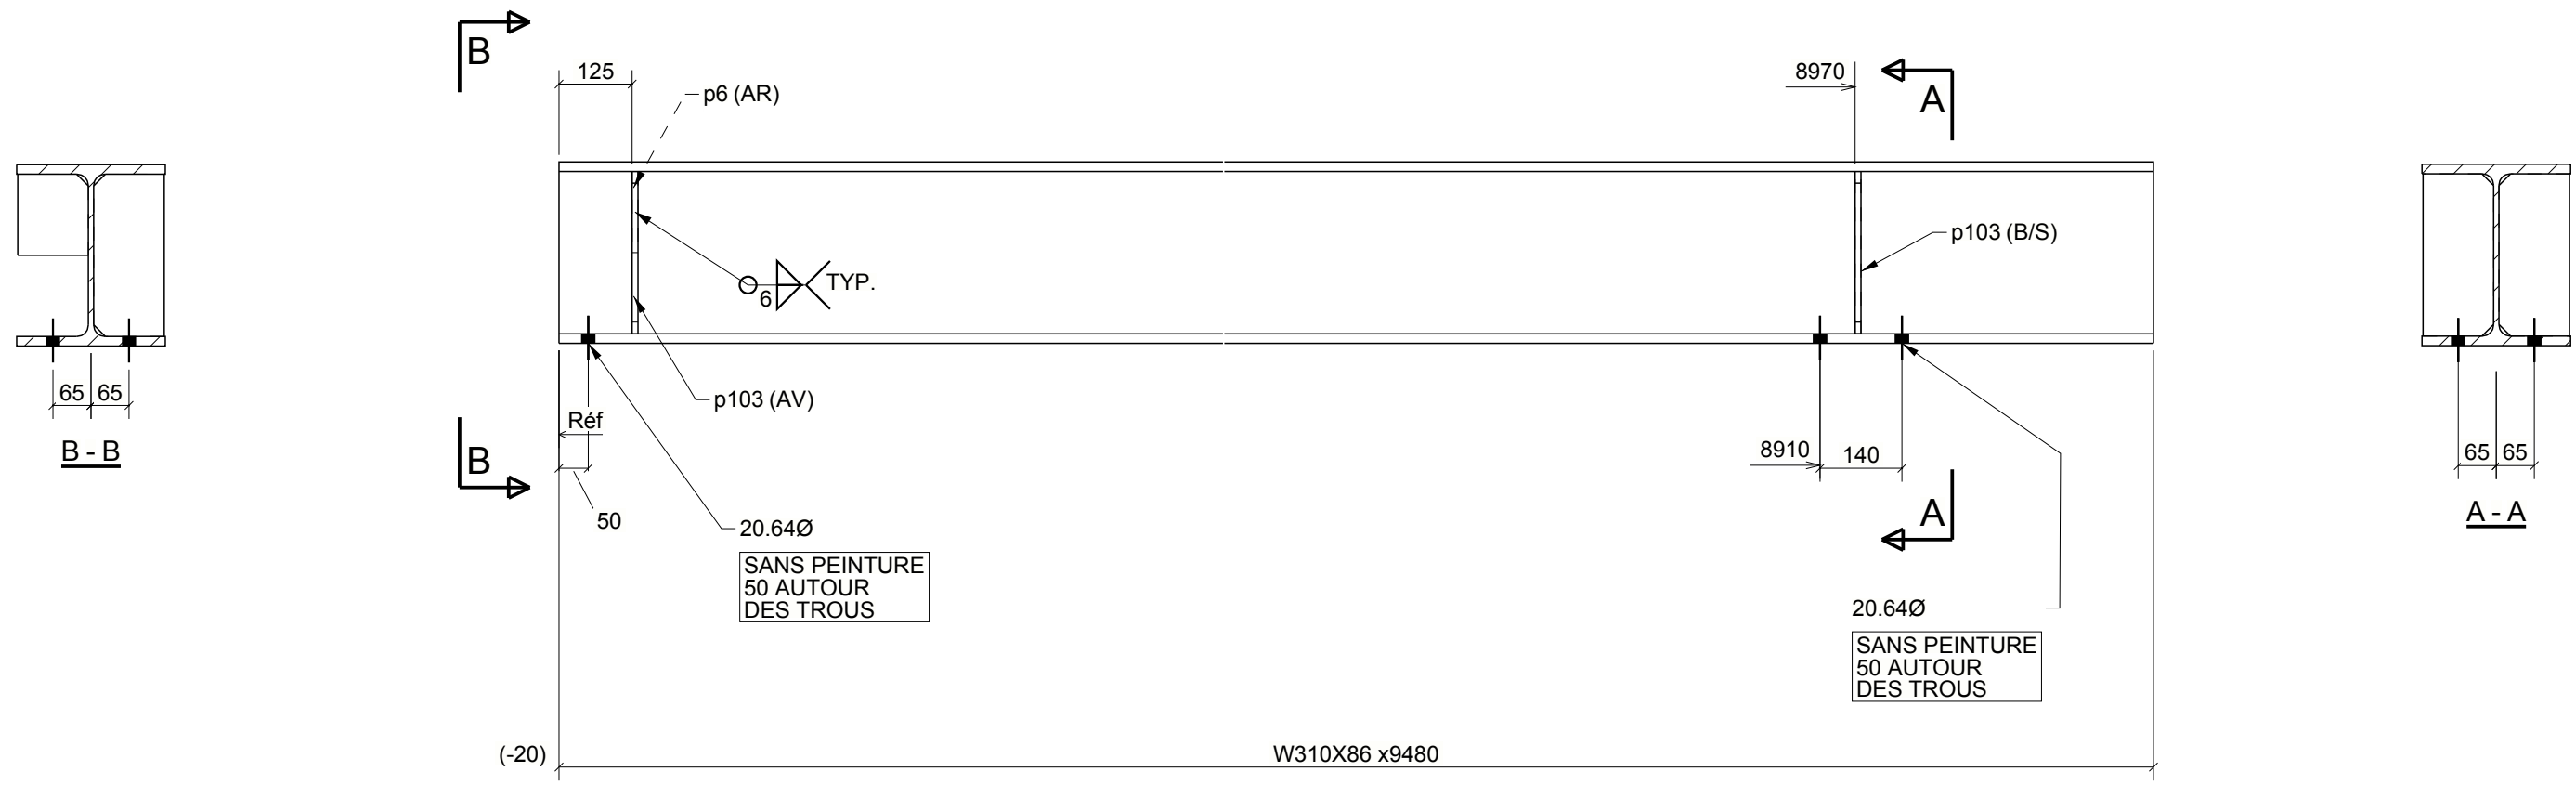 B
125
p6 (AR)
8970
A
p103 (B/S)
6
TYP.
65
65
B - B
p103 (AV)
Réf
B
50
20.64Ø
SANS PEINTURE
50 AUTOUR
DES TROUS
8910
140
A
65
65
A - A
20.64Ø
SANS PEINTURE
50 AUTOUR
DES TROUS
(-20)
W310X86 x9480